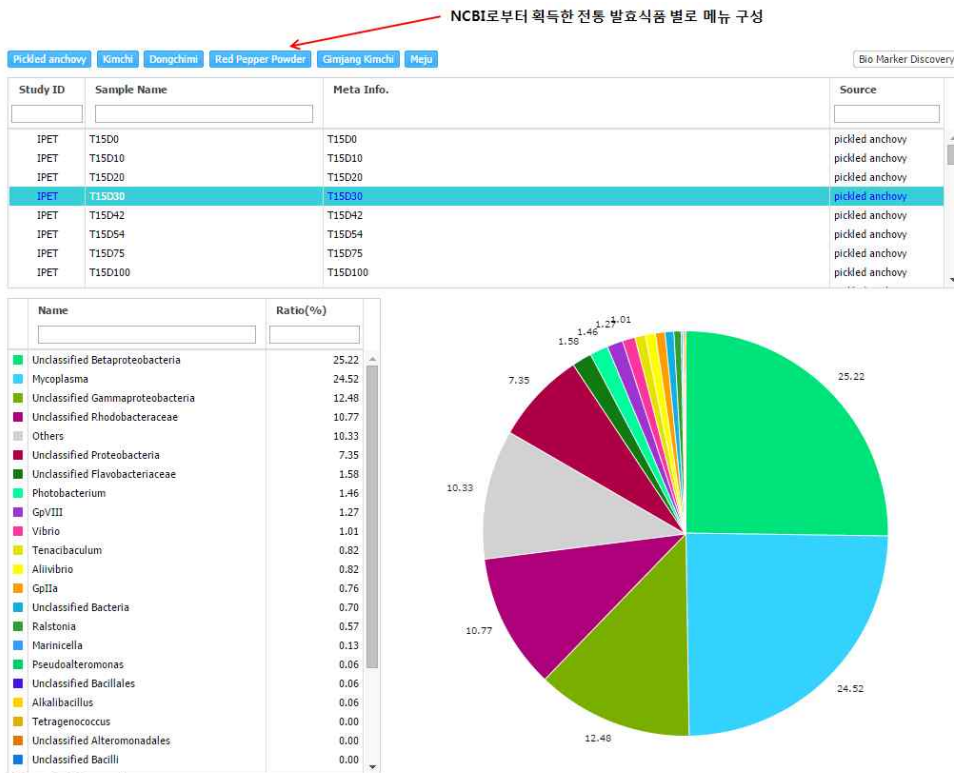 NCBI로부터 획득한 전통 발효식품 별로 메뉴 구성
Pickled anchovy Kimchi Dongchimi Red Pepper Powder Gimjang Kimchi Meju Bio Marker Discovery
Study ID Sample Name Meta Info. Source
IPET T15D0 T15D0 pickled anchovy
IPET T15D10 T15D10 pickled anchovy
IPET T15D20 T15D20 pickled anchovy
IPET T15D30 T15D30 pickled anchovy
IPET T15D42 T15D42 pickled anchovy
IPET T15D54 T15D54 pickled anchovy
IPET T15D75 T15D75 pickled anchovy
IPET T15D100 T15D100 pickled anchovy
Name Ratio(%)
Unclassified Betaproteobacteria 25.22
Mycoplasma 24.52
Unclassified Gammaproteobacteria 12.48
Unclassified Rhodobacteraceae 10.77
Others 10.33
Unclassified Proteobacteria 7.35
Unclassified Flavobacteriaceae 1.58
Photobacterium 1.46
GpVIII 1.27
Vibrio 1.01
Tenacibaculum 0.82
Aliivibrio 0.82
GpIIa 0.76
Unclassified Bacteria 0.70
Ralstonia 0.57
Marinicella 0.13
Pseudoalteromonas 0.06
Unclassified Bacillales 0.06
Alkalibacillus 0.06
Tetragenococcus 0.00
Unclassified Alteromonadales 0.00
Unclassified Bacilli 0.00
1.01
1.27
1.46
1.58
7.35
10.33
10.77
12.48
24.52
25.22